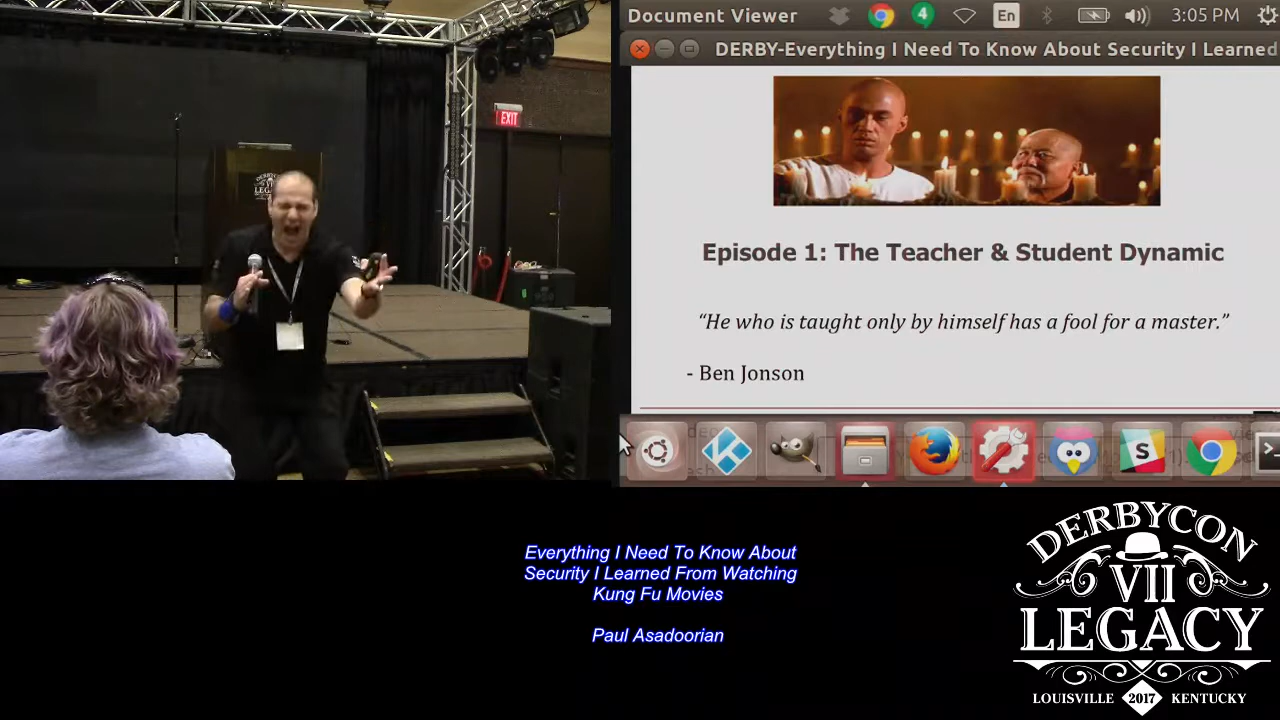 EXIT
LEGACY
Document Viewer
4
En
3:05 PM
DERBY-Everything I Need To Know About Security I Learned
Episode 1: The Teacher & Student Dynamic
“He who is taught only by himself has a fool for a master.”
- Ben Jonson
S
>_
Everything I Need To Know About
Security I Learned From Watching
Kung Fu Movies
Paul Asadoorian
DERBYCON
VII
LEGACY
LOUISVILLE 2017 KENTUCKY